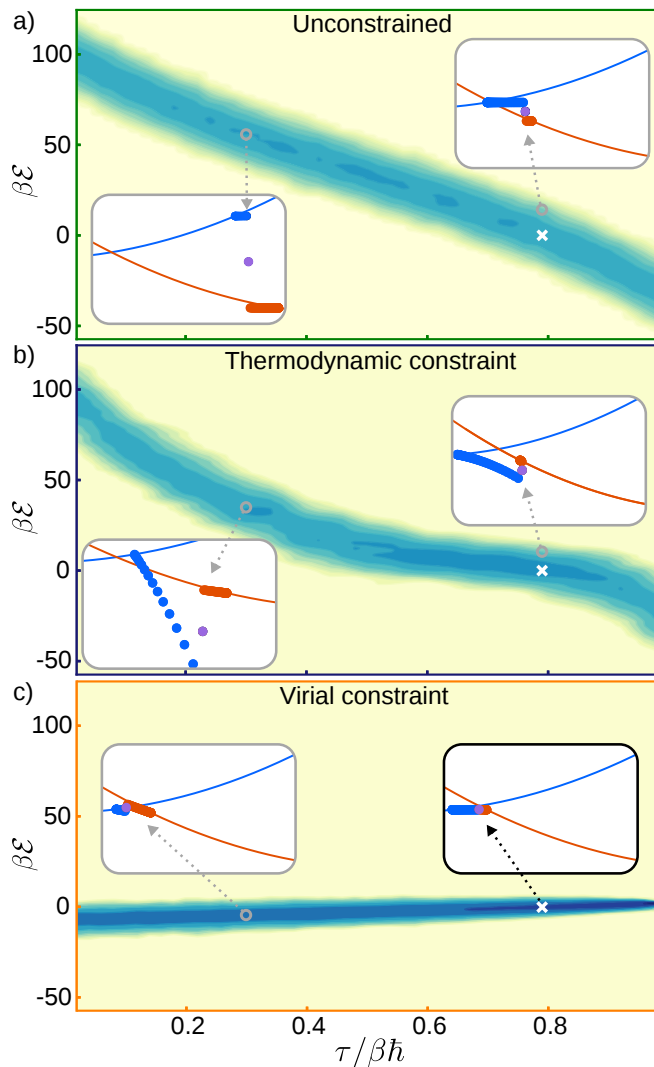 a) Unconstrained
100
50
0
-50
βℰ
b) Thermodynamic constraint
100
50
0
-50
βℰ
c) Virial constraint
100
50
0
-50
βℰ
0.2 0.4 0.6 0.8
τ/βħ